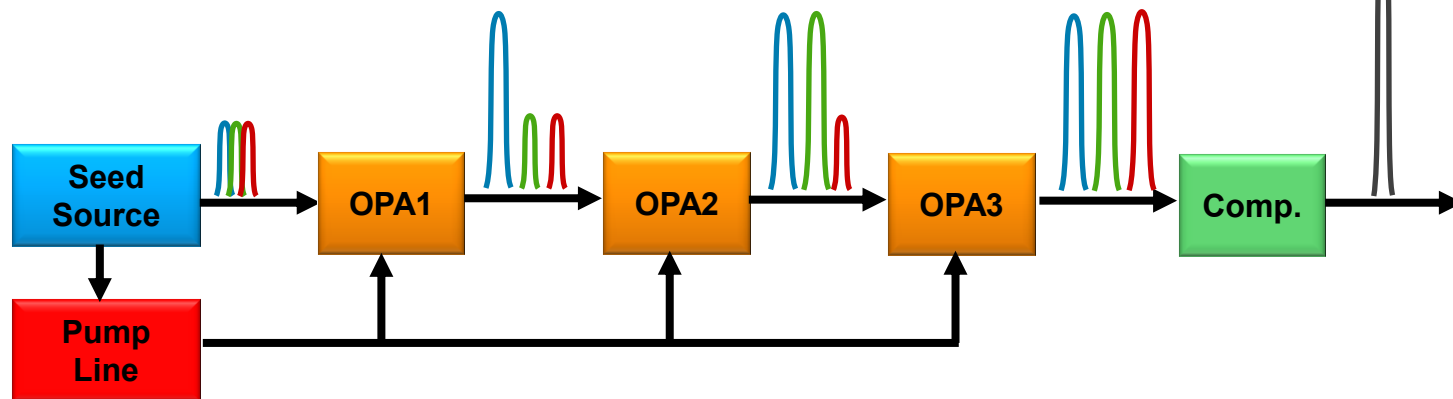 Seed
Source
OPA1
OPA2
OPA3
Comp.
Pump
Line